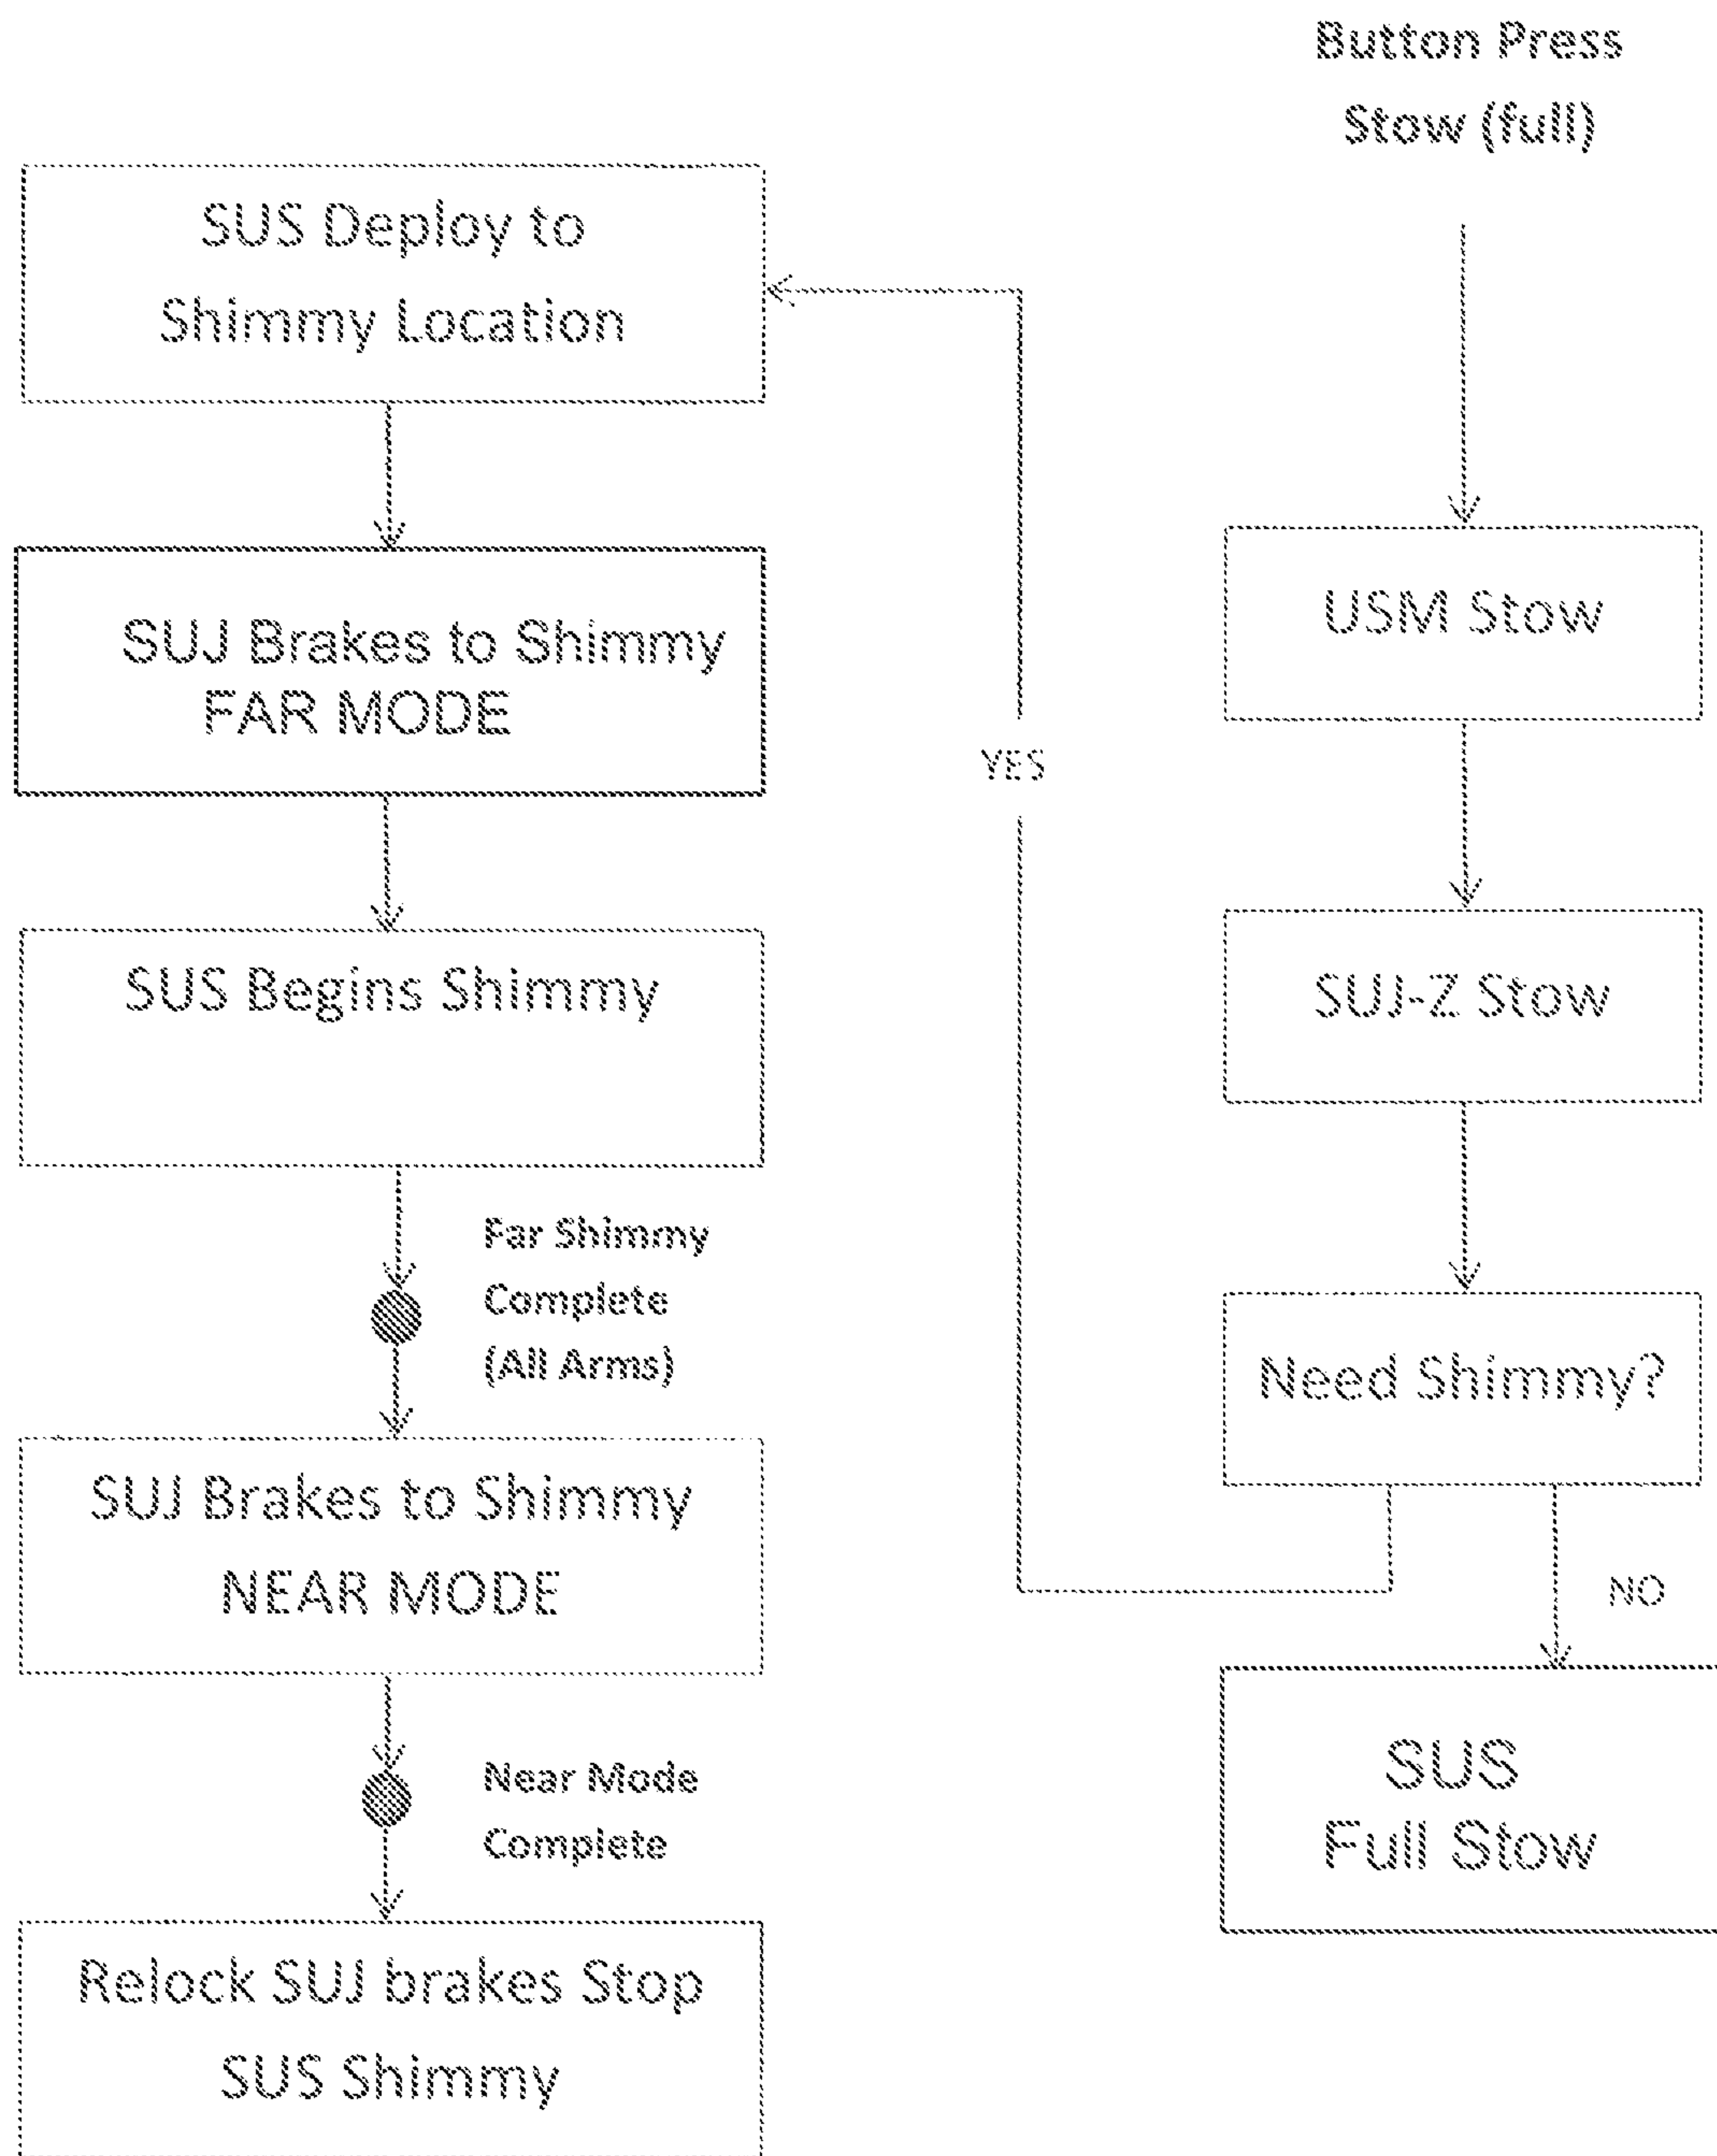 Button Press
Stow (full)
SUS Deploy to
Shimmy Location
SUJ Brakes to Shimmy
FAR MODE
SUS Begins Shimmy
Far Shimmy
Complete
(All Arms)
SUJ Brakes to Shimmy
NEAR MODE
Near Mode
Complete
Relock SUJ brakes Stop
SUS Shimmy
YES
USM Stow
SUJ-Z Stow
Need Shimmy?
NO
SUS
Full Stow